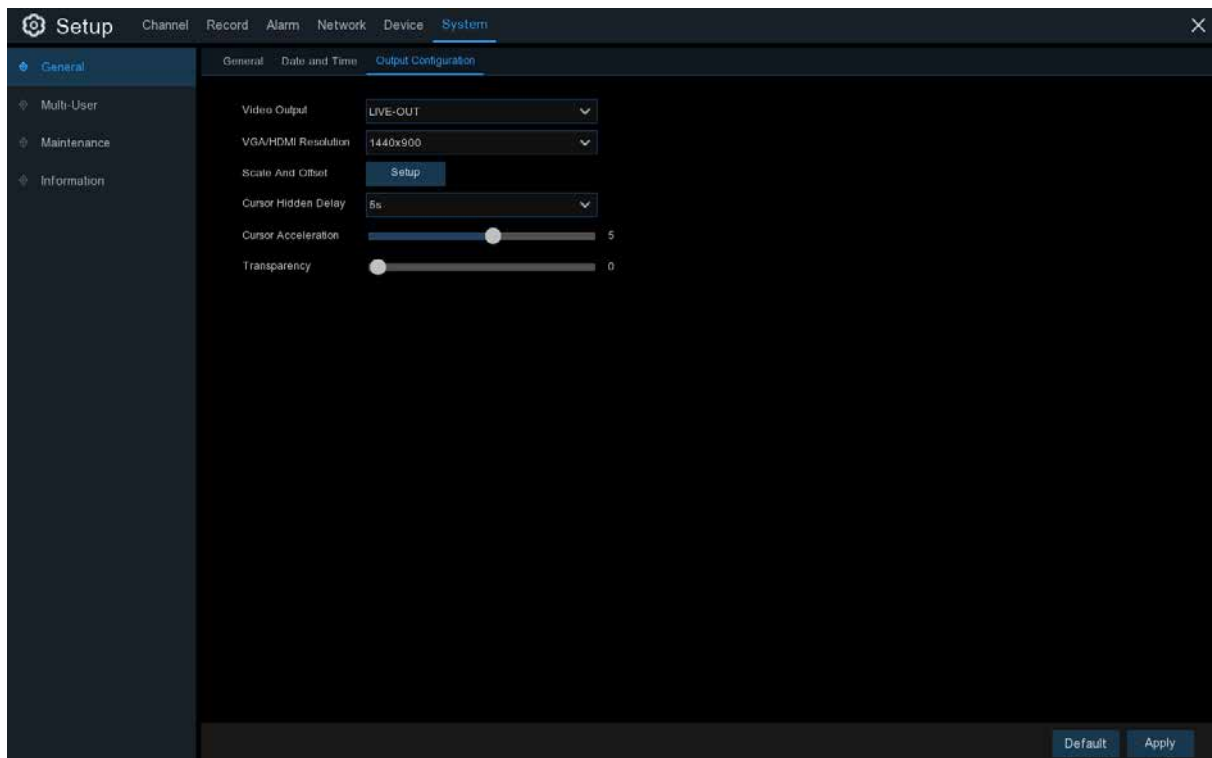 Setup Channel Record Alarm Network Device System
General
Multi-User
Maintenance
Information
General Date and Time Output Configuration
Video Output LIVE-OUT
VGA/HDMI Resolution 1440x900
Scale And Offset Setup
Cursor Hidden Delay 5s
Cursor Acceleration 5
Transparency 0
Default Apply